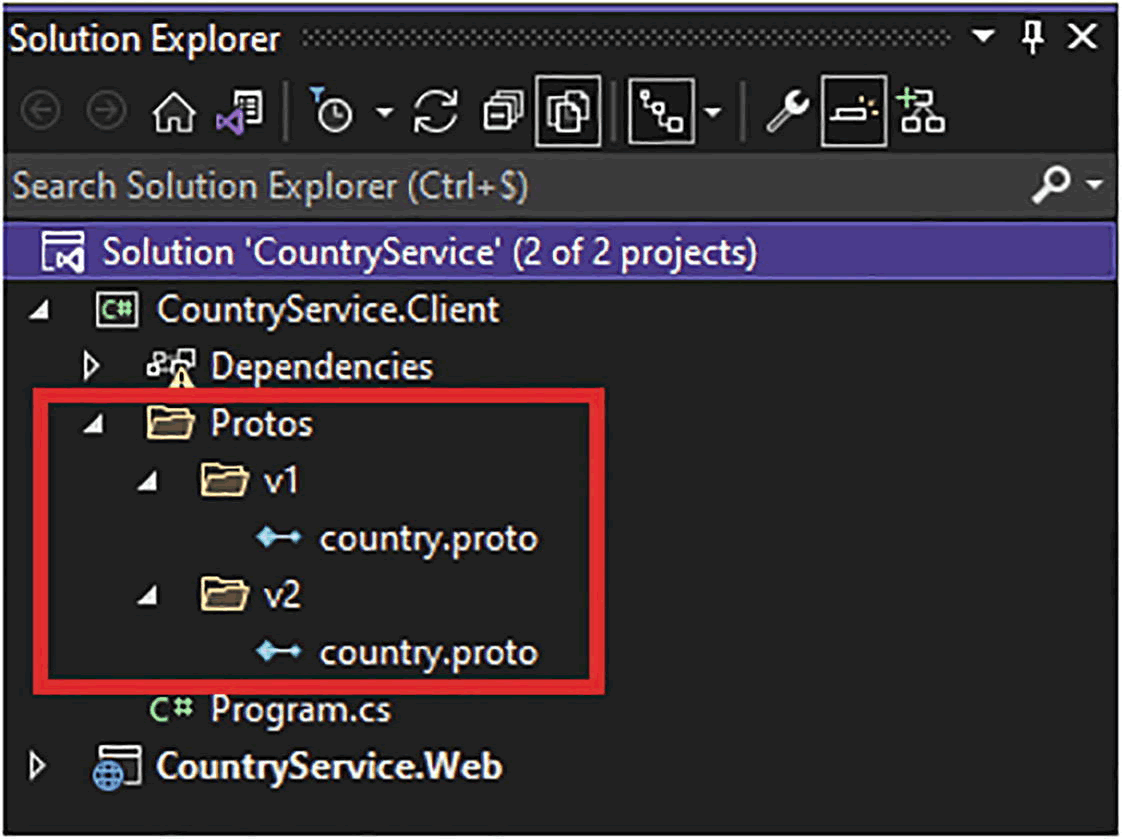 Solution Explorer
Search Solution Explorer (Ctrl+$)
Solution 'CountryService' (2 of 2 projects)
C# CountryService.Client
Dependencies
Protos
v1
country.proto
v2
country.proto
C# Program.cs
CountryService.Web